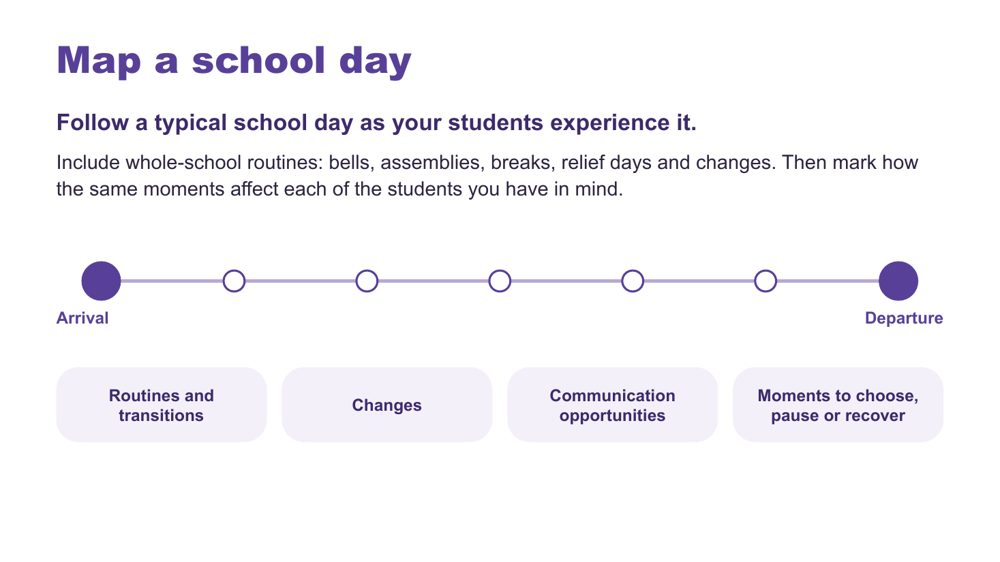 Map a school day
Follow a typical school day as your students experience it.
Include whole-school routines: bells, assemblies, breaks, relief days and changes. Then mark how
the same moments affect each of the students you have in mind.
Arrival
Departure
Routines and
transitions
Changes
Communication
opportunities
Moments to choose,
pause or recover